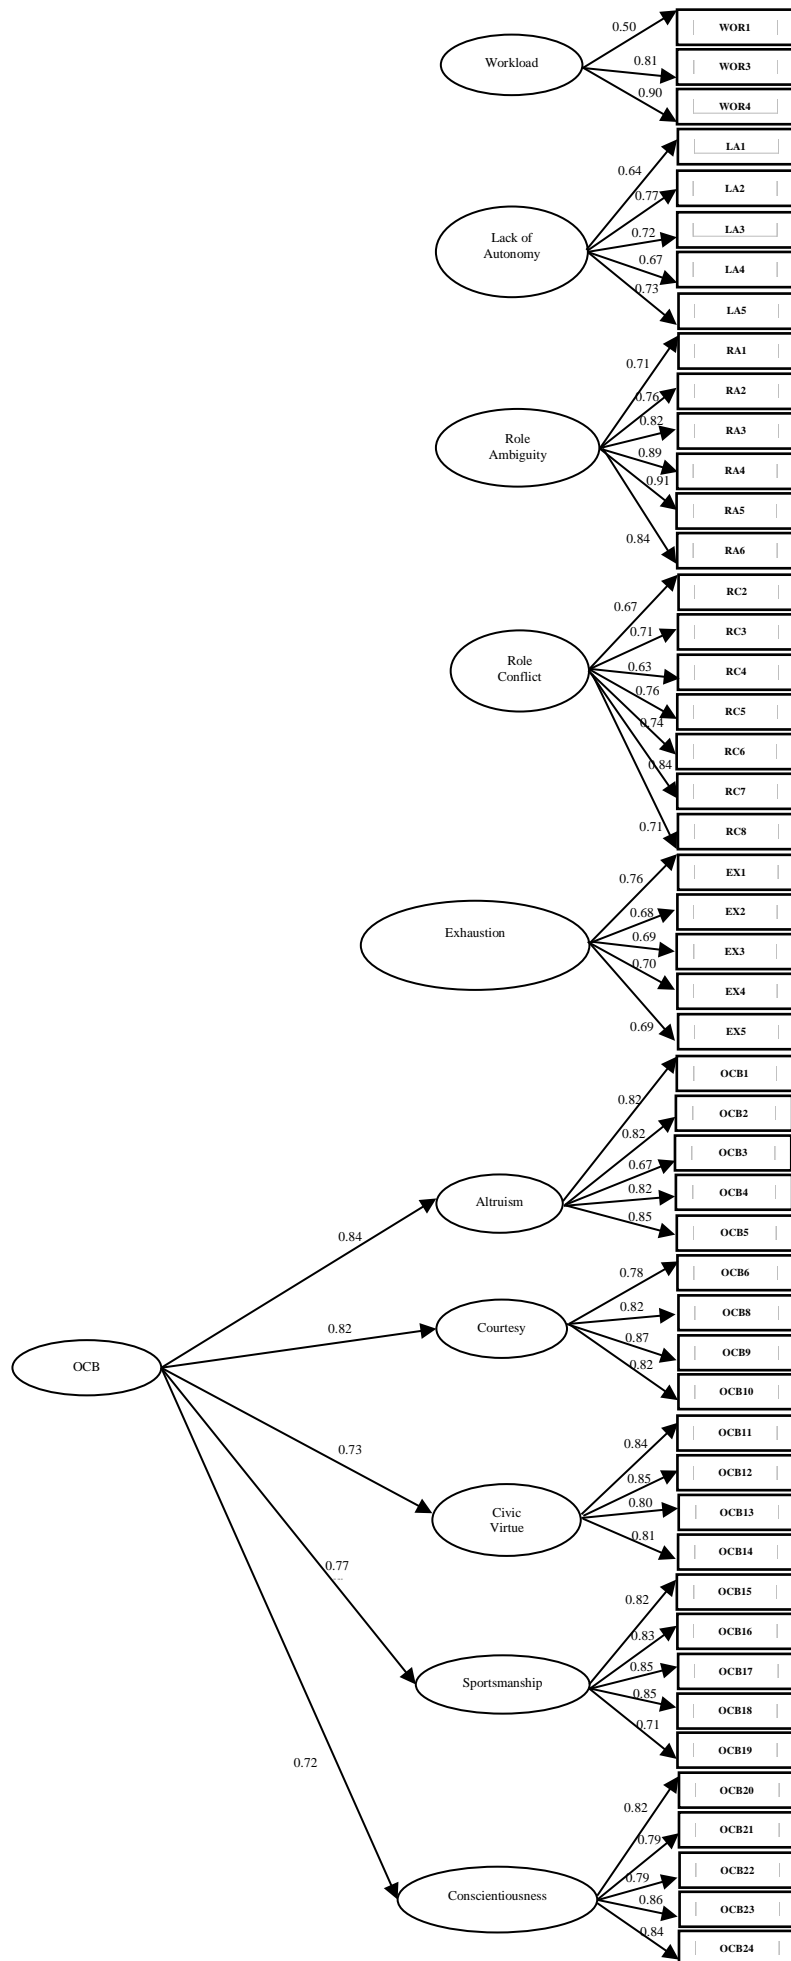 0.50
WOR1
Workload
0.81
WOR3
0.90
WOR4
LA1
0.64
0.77
LA2
Lack of
Autonomy
0.72
LA3
0.67
LA4
0.73
LA5
RA1
0.71
0.76
RA2
Role
Ambiguity
0.82
RA3
0.89
RA4
0.91
RA5
0.84
RA6
RC2
0.67
0.71
RC3
Role
Conflict
0.63
RC4
0.76
RC5
0.74
RC6
0.84
RC7
0.71
RC8
EX1
0.76
0.68
EX2
Exhaustion
0.69
EX3
0.70
EX4
0.69
EX5
OCB1
0.82
OCB2
0.82
OCB3
0.67
Altruism
0.82
OCB4
0.85
OCB5
0.84
0.78
OCB6
0.82
Courtesy
0.82
OCB8
0.87
OCB9
0.82
OCB10
OCB
0.73
0.84
OCB11
0.85
OCB12
Civic
Virtue
0.80
OCB13
0.81
OCB14
0.77
0.82
OCB15
0.83
OCB16
Sportsmanship
0.85
OCB17
0.85
OCB18
0.71
OCB19
0.72
0.82
OCB20
0.79
OCB21
Conscientiousness
0.79
OCB22
0.86
OCB23
0.84
OCB24